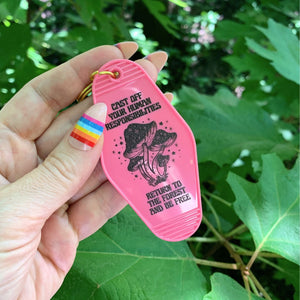 CAST OFF
YOUR HUMAN
RESPONSIBILITIES
RETURN TO
THE FOREST
AND BE FREE